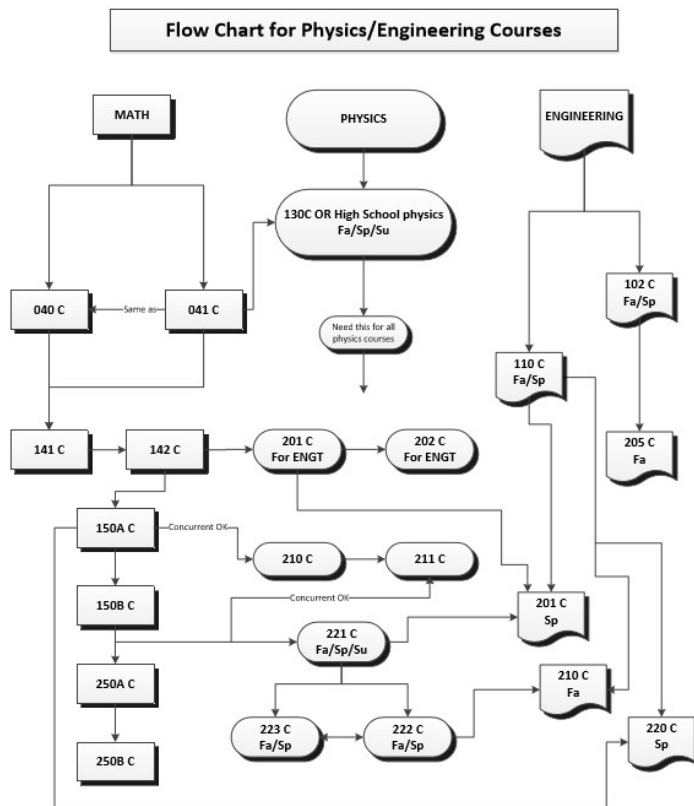 Flow Chart for Physics/Engineering Courses
MATH
PHYSICS
ENGINEERING
130C OR High School physics
Fa/Sp/Su
102 C
Fa/Sp
040 C
Same as
041 C
Need this for all
physics courses
110 C
Fa/Sp
205 C
Fa
141 C
142 C
201 C
For ENGT
202 C
For ENGT
150A C
Concurrent OK
210 C
211 C
150B C
Concurrent OK
201 C
Sp
221 C
Fa/Sp/Su
250A C
210 C
Fa
223 C
Fa/Sp
222 C
Fa/Sp
220 C
Sp
250B C